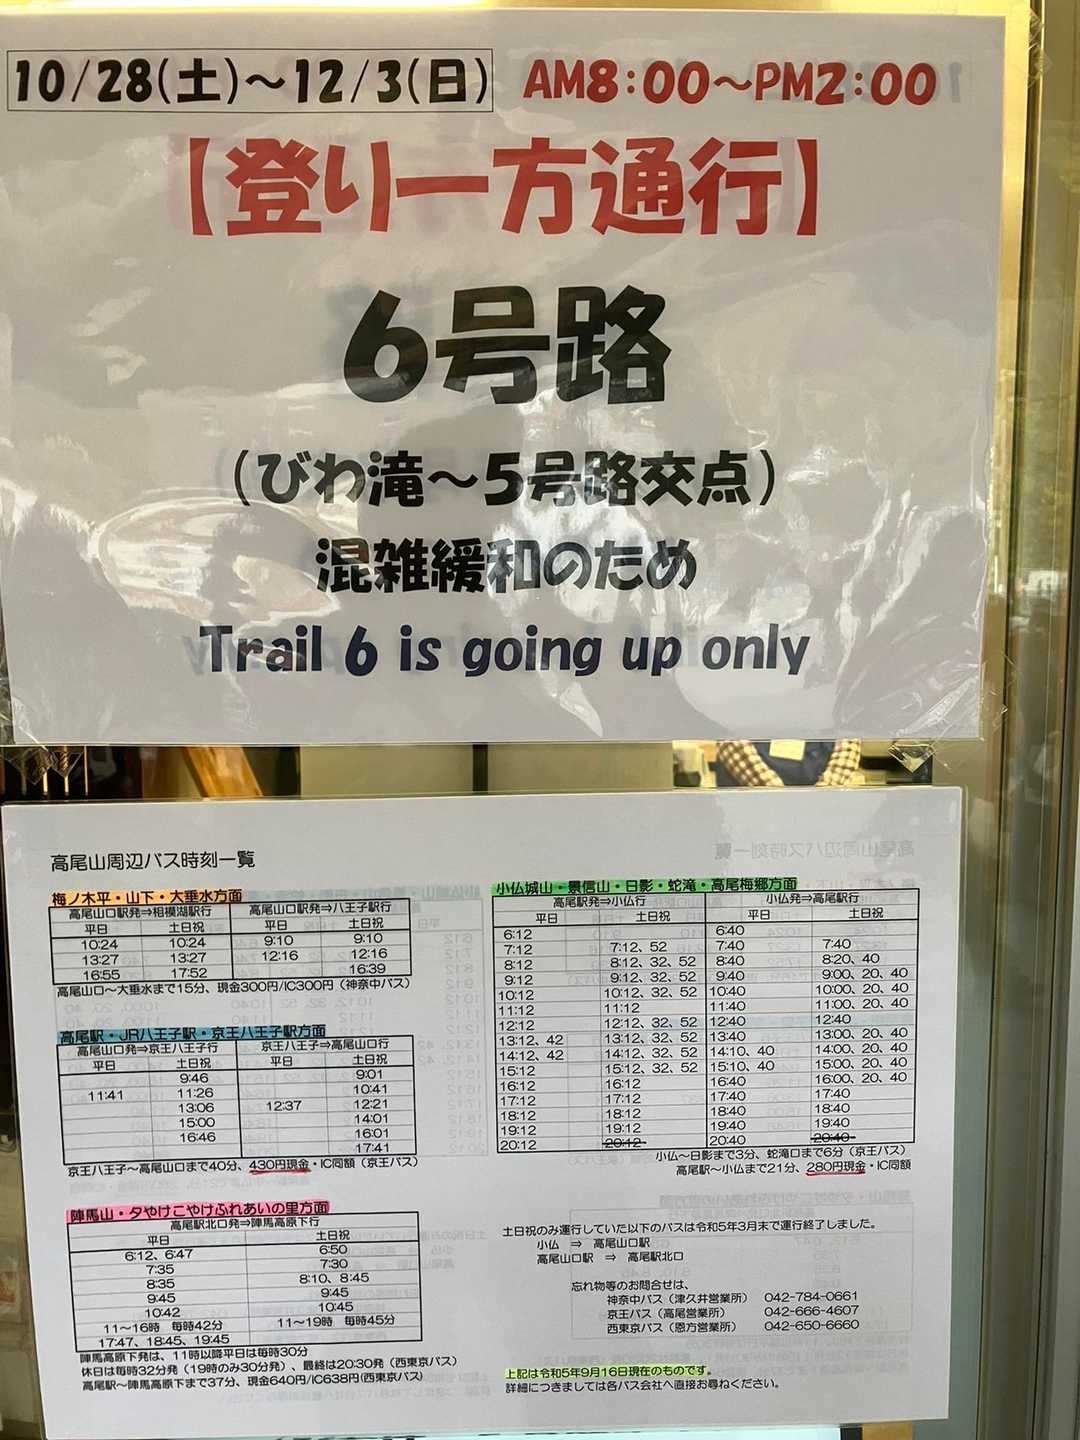 10/28(土)～12/3(日) AM8:00～PM2:00
【登り一方通行】
6号路
(びわ滝～5号路交点)
混雑緩和のため
Trail 6 is going up only
高尾山周辺バス時刻一覧
梅ノ木平・山下・大垂水方面
高尾山口駅発⇒相模湖駅行 高尾山口駅発⇒八王子駅行
平日 土日祝 平日 土日祝
10:24 10:24 9:10 9:10
13:27 13:27 12:16 12:16
16:55 17:52 16:39
高尾山口～大垂水まで15分、現金300円/IC300円（神奈中バス）
高尾駅・JR八王子駅・京王八王子駅方面
高尾山口発⇒京王八王子行 京王八王子⇒高尾山口行
平日 土日祝 平日 土日祝
9:46 9:01
11:41 11:26 10:41
13:06 12:37 12:21
15:00 14:01
16:46 16:01
17:41
京王八王子～高尾山口まで40分、430円現金・IC同額（京王バス）
陣馬山・夕やけこやけふれあいの里方面
高尾駅北口発⇒陣馬高原下行
平日 土日祝
6:12、6:47 6:50
7:35 7:30
8:35 8:10、8:45
9:45 9:45
10:42 10:45
11～16時 毎時42分 11～19時 毎時45分
17:47、18:45、19:45
陣馬高原下発は、11時以降平日は毎時30分
休日は毎時32分発（19時のみ30分発）、最終は20:30発（西東京バス）
高尾駅～陣馬高原下まで37分、現金640円/IC638円(西東京バス)
小仏城山・景信山・日影・蛇滝・高尾梅郷方面
高尾駅発⇒小仏行 小仏発⇒高尾駅行
平日 土日祝 平日 土日祝
6:12 6:40
7:12 7:12、52 7:40 7:40
8:12 8:12、32、52 8:40 8:20、40
9:12 9:12、32、52 9:40 9:00、20、40
10:12 10:12、32、52 10:40 10:00、20、40
11:12 11:12 11:40 11:00、20、40
12:12 12:12、32、52 12:40 12:40
13:12、42 13:12、32、52 13:40 13:00、20、40
14:12、42 14:12、32、52 14:10、40 14:00、20、40
15:12 15:12、32、52 15:10、40 15:00、20、40
16:12 16:12 16:40 16:00、20、40
17:12 17:12 17:40 17:40
18:12 18:12 18:40 18:40
19:12 19:12 19:40 19:40
20:12 20:12 20:40 20:40
小仏～日影まで3分、蛇滝口まで6分（京王バス）
高尾駅～小仏まで21分、280円現金・IC同額
土日祝のみ運行していた以下のバスは令和5年3月末で運行終了しました。
小仏 ⇒ 高尾山口駅
高尾山口駅 ⇒ 高尾駅北口
忘れ物等のお問合せは、
神奈中バス（津久井営業所） 042-784-0661
京王バス（高尾営業所） 042-666-4607
西東京バス（恩方営業所） 042-650-6660
上記は令和5年9月16日現在のものです。
詳細につきましては各バス会社へ直接お尋ねください。